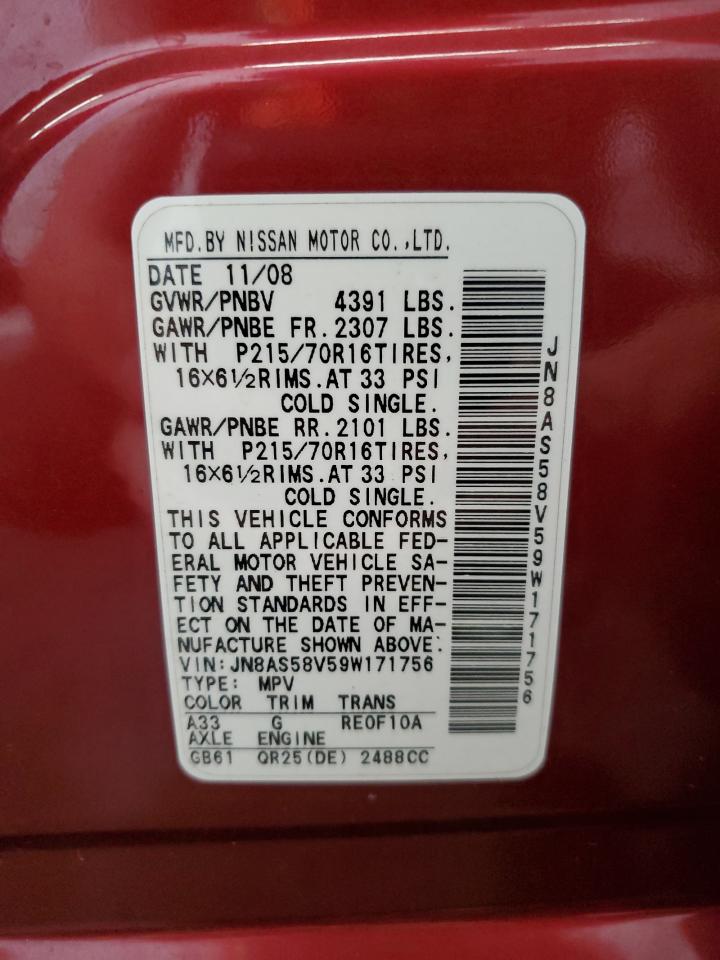 MFD.BY NISSAN MOTOR CO.,LTD.
DATE 11/08
GVWR/PNBV 4391 LBS.
GAWR/PNBE FR.2307 LBS.
WITH P215/70R16TIRES,
16X6½RIMS.AT 33 PSI
COLD SINGLE.
GAWR/PNBE RR.2101 LBS.
WITH P215/70R16TIRES,
16X6½RIMS.AT 33 PSI
COLD SINGLE.
THIS VEHICLE CONFORMS
TO ALL APPLICABLE FED-
ERAL MOTOR VEHICLE SA-
FETY AND THEFT PREVEN-
TION STANDARDS IN EFF-
ECT ON THE DATE OF MA-
NUFACTURE SHOWN ABOVE.
VIN:JN8AS58V59W171756
TYPE: MPV
COLOR TRIM TRANS
A33 G RE0F10A
AXLE ENGINE
GB61 QR25(DE) 2488CC
JN8AS58V59W171756